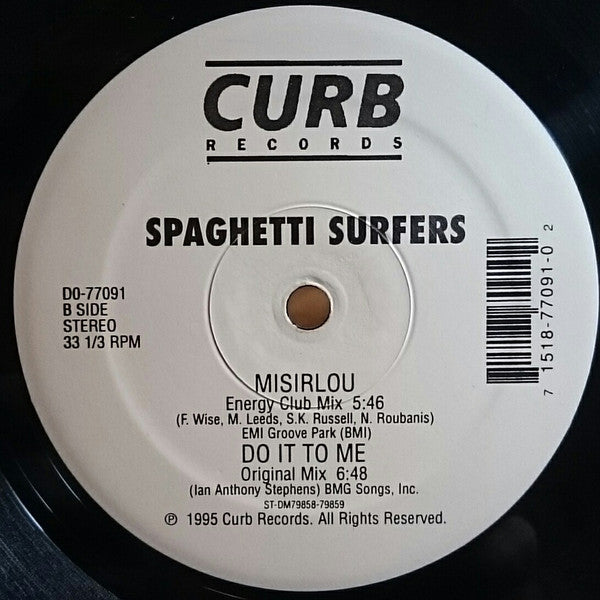 CURB
RECORDS
SPAGHETTI SURFERS
D0-77091
B SIDE
STEREO
33 1/3 RPM
7 1518-77091-0 2
MISIRLOU
Energy Club Mix 5:46
(F. Wise, M. Leeds, S.K. Russell, N. Roubanis)
EMI Groove Park (BMI)
DO IT TO ME
Original Mix 6:48
(Ian Anthony Stephens) BMG Songs, Inc.
ST-DM79858-79859
℗ 1995 Curb Records. All Rights Reserved.